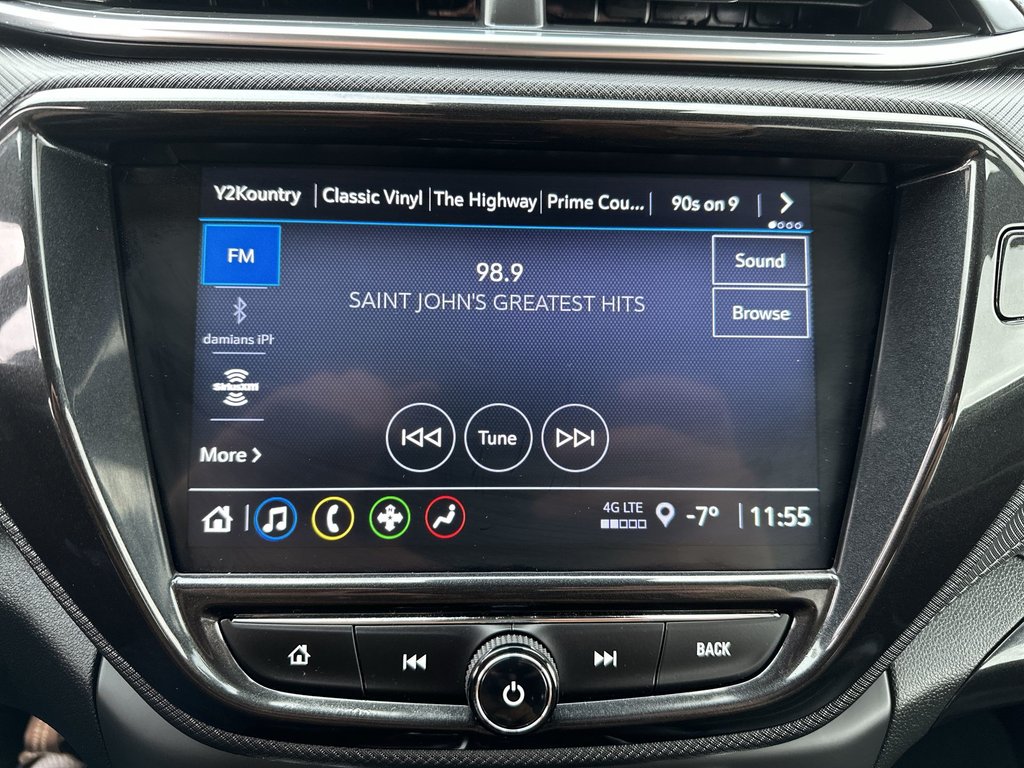 Y2Kountry Classic Vinyl The Highway Prime Cou... 90s on 9
FM
98.9
Sound
SAINT JOHN'S GREATEST HITS
Browse
damians iPh
SiriusXM
Tune
More
4G LTE
-7° 11:55
BACK